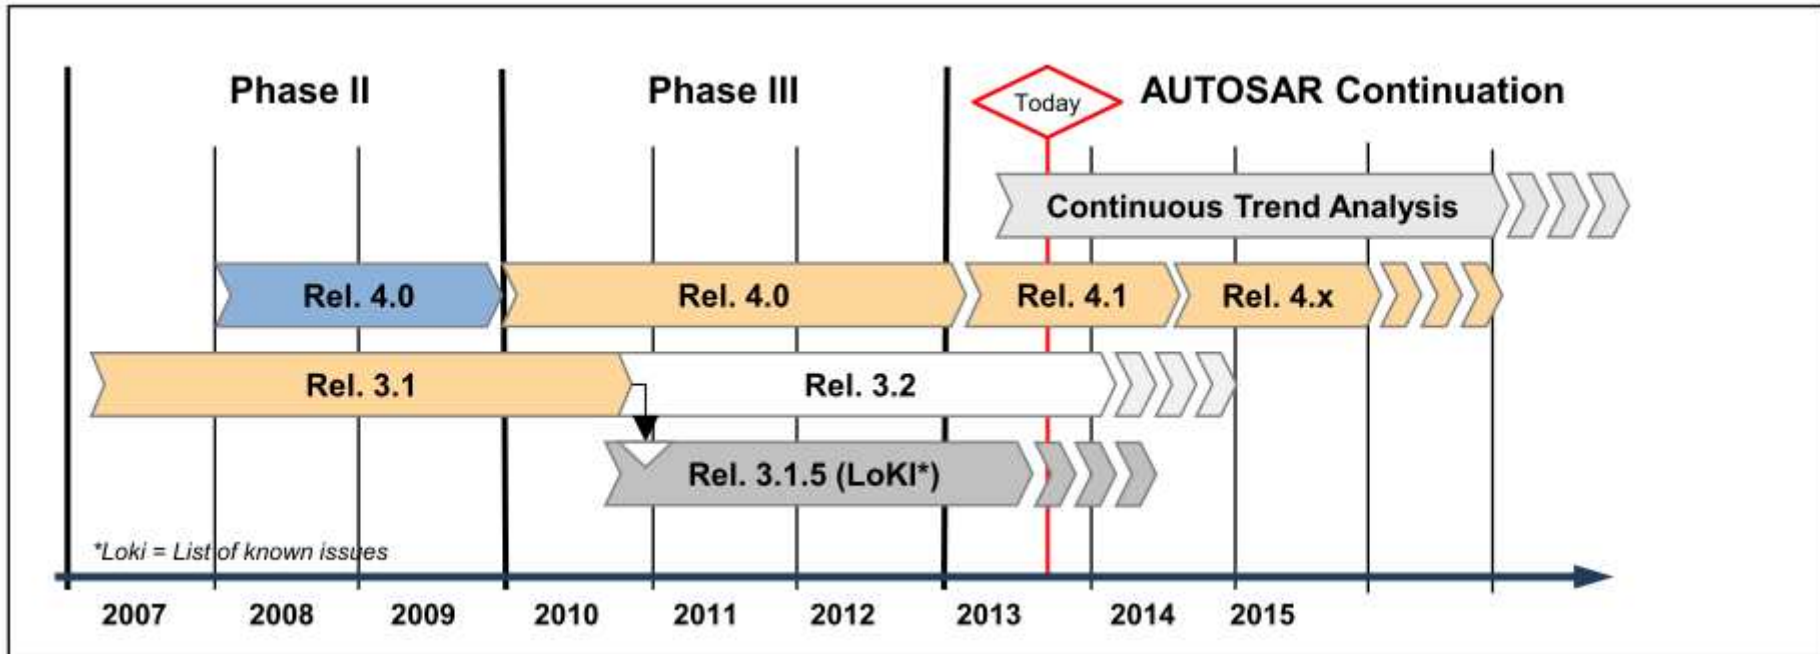 Phase II
Phase III
Today
AUTOSAR Continuation
Continuous Trend Analysis
Rel. 4.0
Rel. 4.0
Rel. 4.1
Rel. 4.x
Rel. 3.1
Rel. 3.2
Rel. 3.1.5 (LoKI*)
*Loki = List of known issues
2007 2008 2009 2010 2011 2012 2013 2014 2015